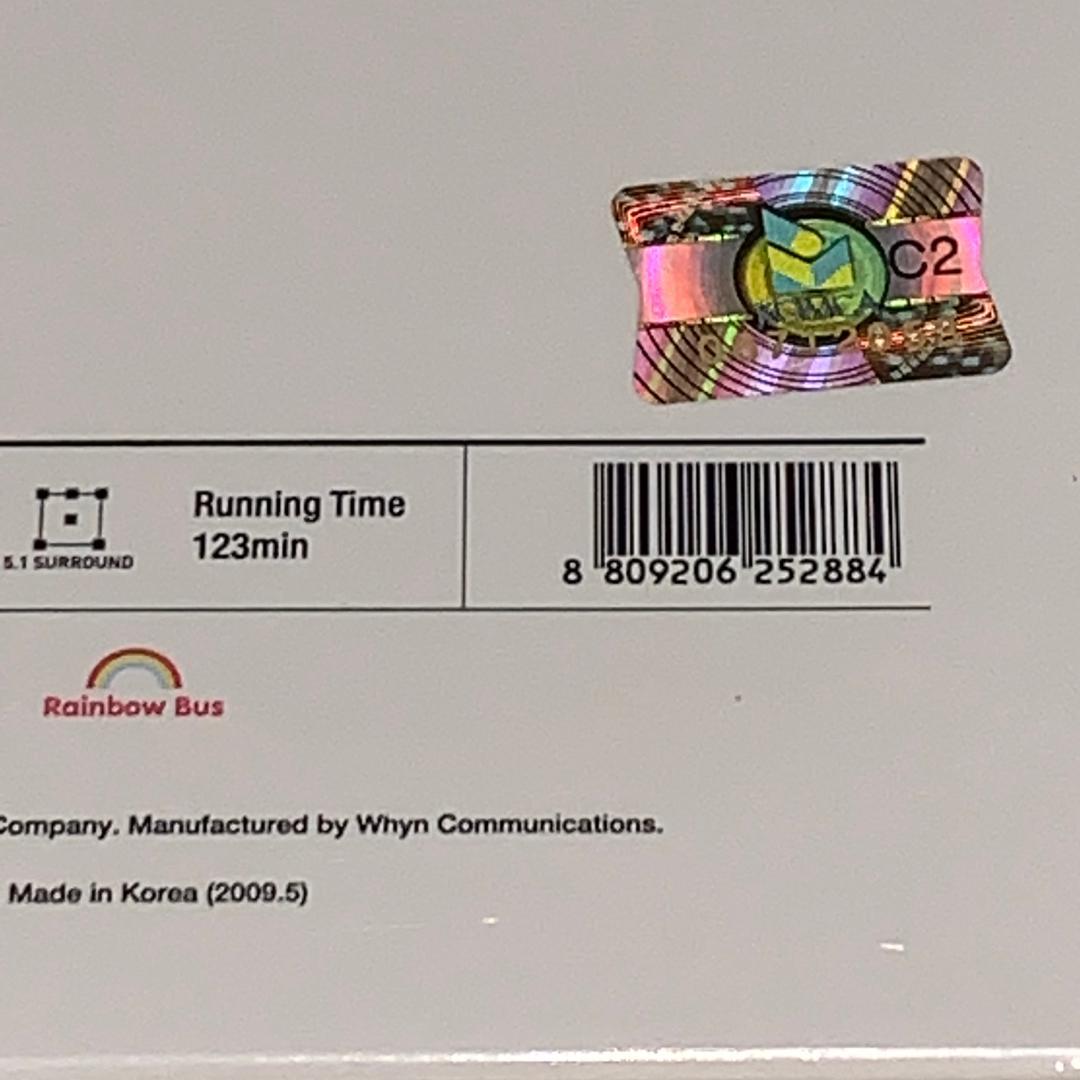 C2
Running Time
123min
5.1 SURROUND
8 809206 252884
Rainbow Bus
Company. Manufactured by Whyn Communications.
Made in Korea (2009.5)